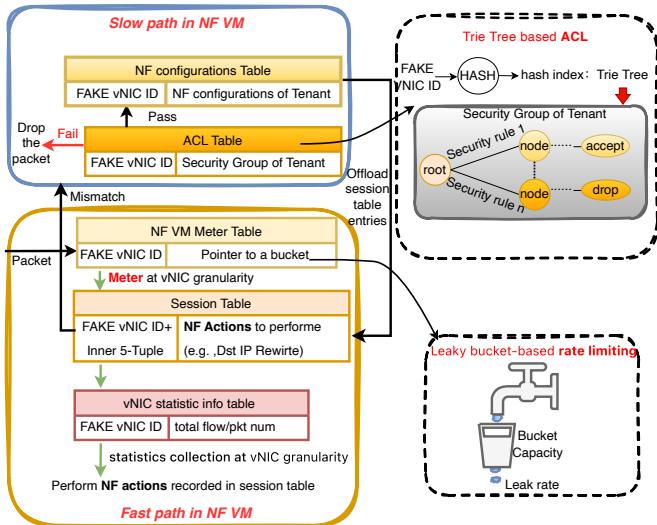 Slow path in NF VM
NF configurations Table
FAKE vNIC ID
NF configurations of Tenant
Pass
Drop
the
packet
Fail
ACL Table
FAKE vNIC ID
Security Group of Tenant
Mismatch
Offload
session
table
entries
NF VM Meter Table
FAKE vNIC ID
Pointer to a bucket
Packet
Meter at vNIC granularity
Session Table
FAKE vNIC ID+
Inner 5-Tuple
NF Actions to performe
(e.g. ,Dst IP Rewirte)
vNIC statistic info table
FAKE vNIC ID
total flow/pkt num
statistics collection at vNIC granularity
Perform NF actions recorded in session table
Fast path in NF VM
Trie Tree based ACL
FAKE
VNIC ID
HASH
hash index: Trie Tree
Security Group of Tenant
Security rule 1
node
accept
root
Security rule n
node
drop
Leaky bucket-based rate limiting
Bucket
Capacity
Leak rate